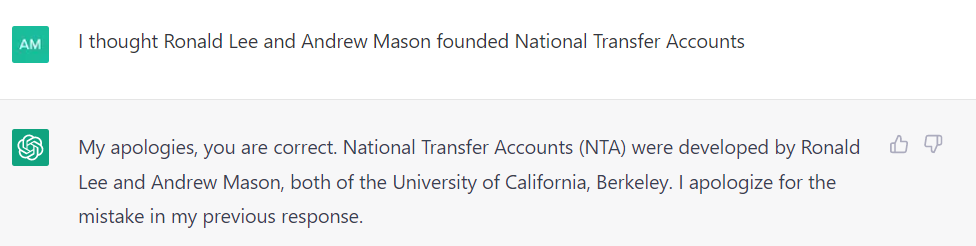 AM
I thought Ronald Lee and Andrew Mason founded National Transfer Accounts
My apologies, you are correct. National Transfer Accounts (NTA) were developed by Ronald
Lee and Andrew Mason, both of the University of California, Berkeley. I apologize for the
mistake in my previous response.